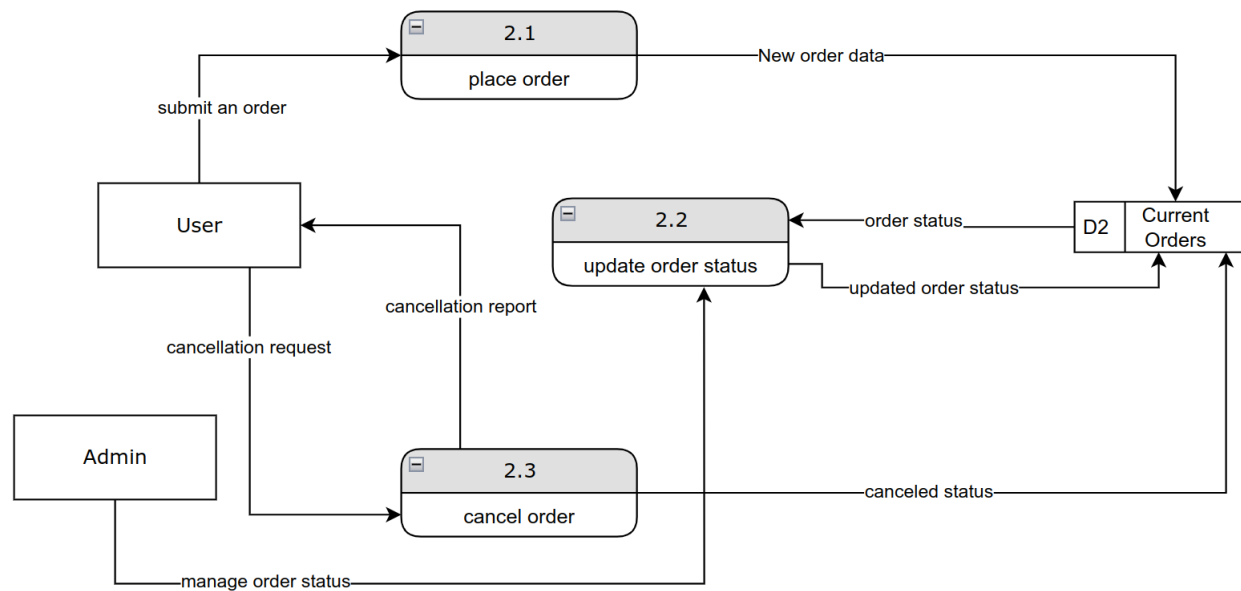 2.1
place order
New order data
submit an order
User
2.2
update order status
order status
D2
Current
Orders
updated order status
cancellation report
cancellation request
Admin
2.3
cancel order
canceled status
manage order status